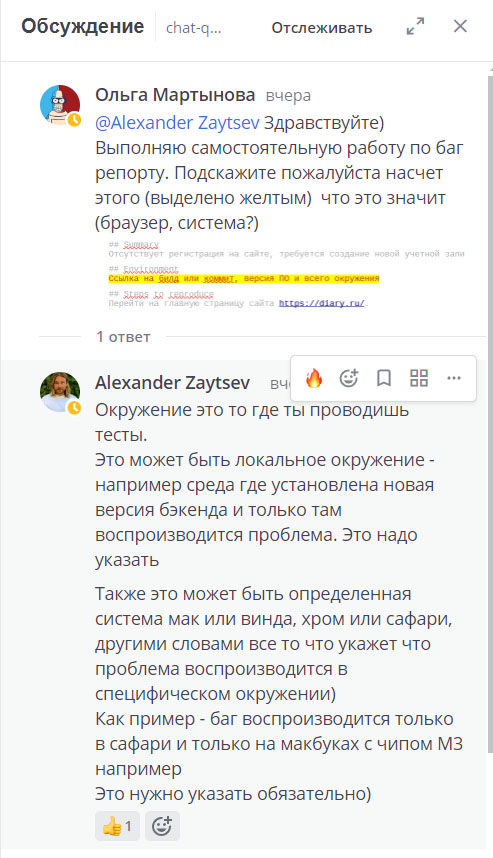 Обсуждение chat-q... Отслеживать
Ольга Мартынова вчера
@Alexander Zaytsev Здравствуйте)
Выполняю самостоятельную работу по баг
репорту. Подскажите пожалуйста насчет
этого (выделено желтым) что это значит
(браузер, система?)
## Summary
Отсутствует регистрация на сайте, требуется создание новой учетной запи
## Environment
Ссылка на билд или коммит, версия ПО и всего окружения
## Steps to reproduce
Перейти на главную страницу сайта https://diary.ru/.
1 ответ
Alexander Zaytsev
Окружение это то где ты проводишь
тесты.
Это может быть локальное окружение -
например среда где установлена новая
версия бэкенда и только там
воспроизводится проблема. Это надо
указать
Также это может быть определенная
система мак или винда, хром или сафари,
другими словами все то что укажет что
проблема воспроизводится в
специфическом окружении)
Как пример - баг воспроизводится только
в сафари и только на макбуках с чипом М3
например
Это нужно указать обязательно)
1